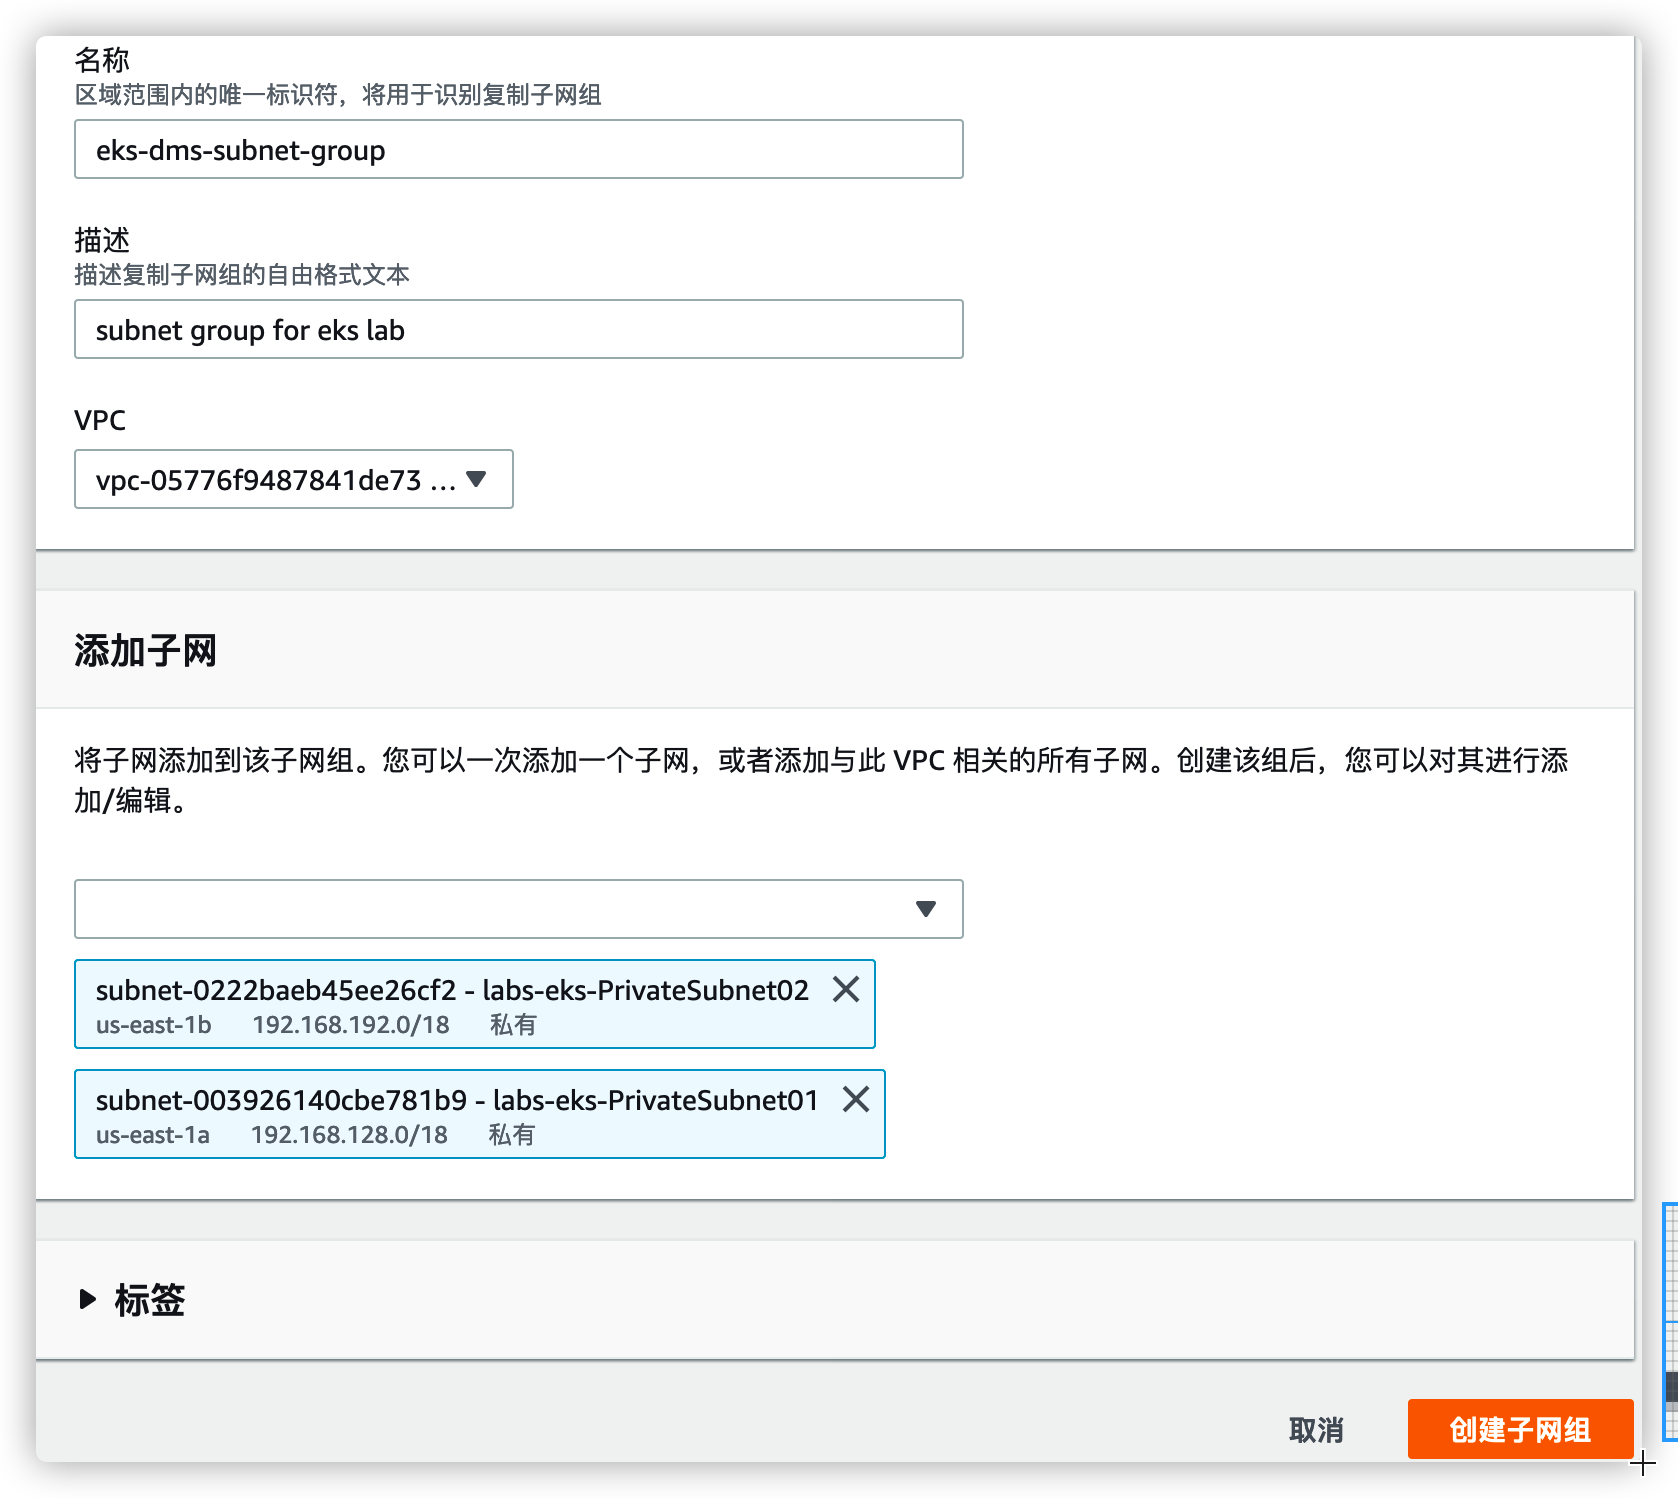 名称
区域范围内的唯一标识符，将用于识别复制子网组
eks-dms-subnet-group
描述
描述复制子网组的自由格式文本
subnet group for eks lab
VPC
vpc-05776f9487841de73 ...
添加子网
将子网添加到该子网组。您可以一次添加一个子网，或者添加与此 VPC 相关的所有子网。创建该组后，您可以对其进行添
加/编辑。
subnet-0222baeb45ee26cf2 - labs-eks-PrivateSubnet02
us-east-1b 192.168.192.0/18 私有
subnet-003926140cbe781b9 - labs-eks-PrivateSubnet01
us-east-1a 192.168.128.0/18 私有
标签
取消 创建子网组